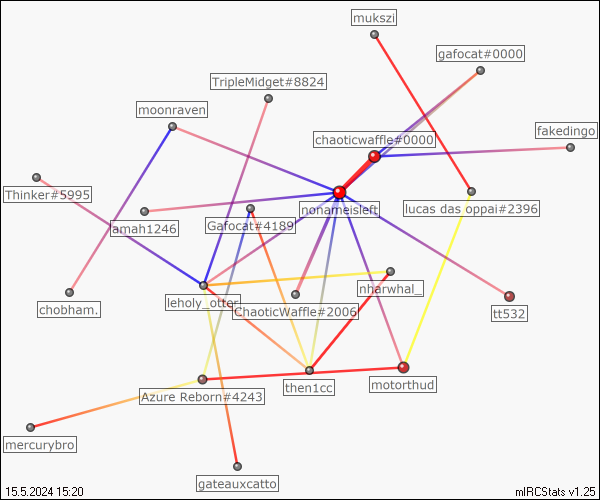 mukszi
gafocat#0000
TripleMidget#8824
moonraven
chaoticwaffle#0000
fakedingo
Thinker#5995
nonameisleft
lucas das oppai#2396
iamah1246
Gafocat#4189
nharwhal_
leholy_otter
chobham.
ChaoticWaffle#2006
tt532
then1cc
motorthud
Azure Reborn#4243
mercurybro
gateauxcatto
15.5.2024 15:20
mIRCStats v1.25